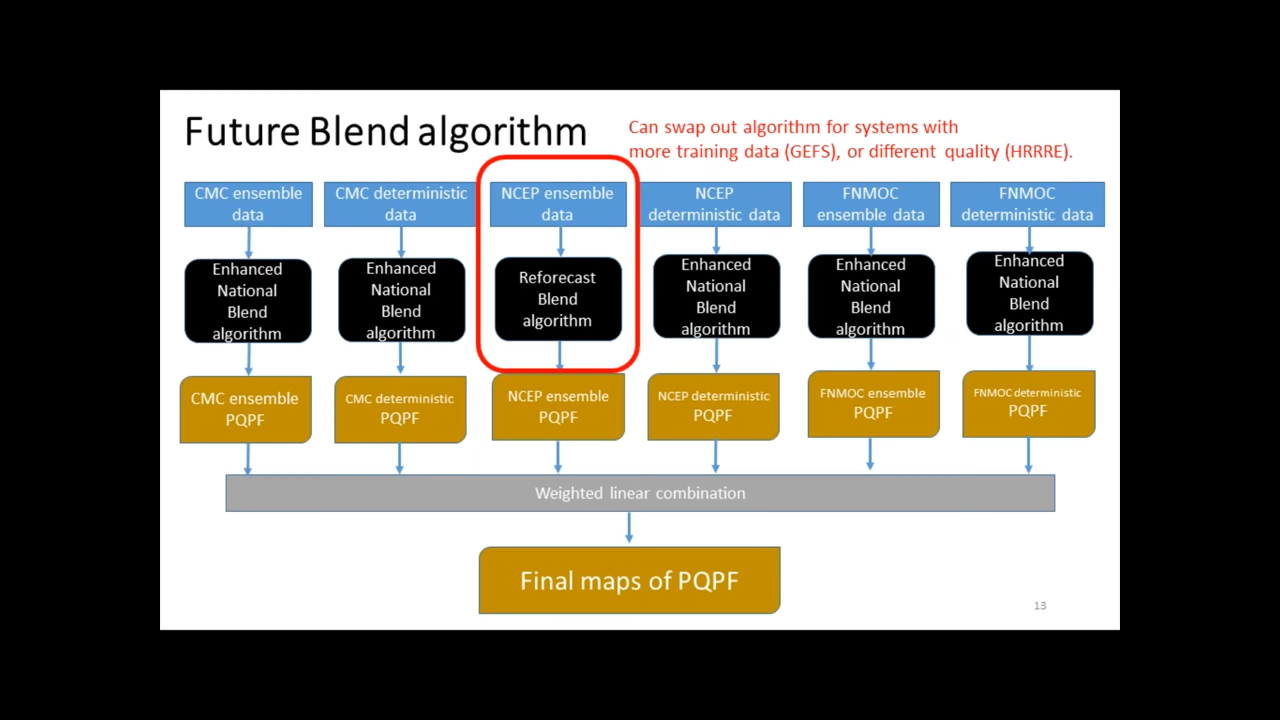 Future Blend algorithm
Can swap out algorithm for systems with
more training data (GEFS), or different quality (HRRRE).
CMC ensemble
data
CMC deterministic
data
NCEP ensemble
data
NCEP
deterministic data
FNMOC
ensemble data
FNMOC
deterministic data
Enhanced
National
Blend
algorithm
Enhanced
National
Blend
algorithm
Reforecast
Blend
algorithm
Enhanced
National
Blend
algorithm
Enhanced
National
Blend
algorithm
Enhanced
National
Blend
algorithm
CMC ensemble
PQPF
CMC deterministic
PQPF
NCEP ensemble
PQPF
NCEP deterministic
PQPF
FNMOC ensemble
PQPF
FNMOC deterministic
PQPF
Weighted linear combination
Final maps of PQPF
13